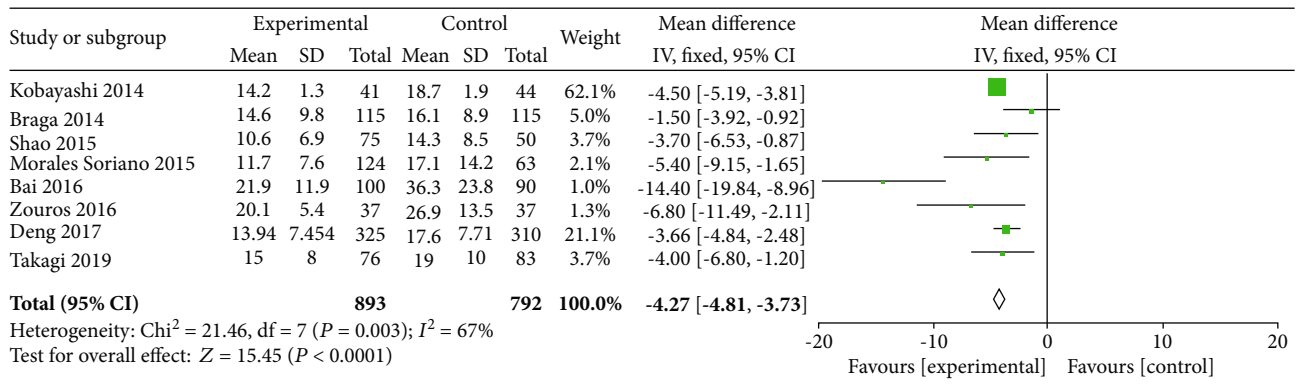 Study or subgroup Experimental Control Weight Mean difference Mean difference
Mean SD Total Mean SD Total IV, fixed, 95% CI IV, fixed, 95% CI
Kobayashi 2014 14.2 1.3 41 18.7 1.9 44 62.1% -4.50 [-5.19, -3.81]
Braga 2014 14.6 9.8 115 16.1 8.9 115 5.0% -1.50 [-3.92, -0.92]
Shao 2015 10.6 6.9 75 14.3 8.5 50 3.7% -3.70 [-6.53, -0.87]
Morales Soriano 2015 11.7 7.6 124 17.1 14.2 63 2.1% -5.40 [-9.15, -1.65]
Bai 2016 21.9 11.9 100 36.3 23.8 90 1.0% -14.40 [-19.84, -8.96]
Zouros 2016 20.1 5.4 37 26.9 13.5 37 1.3% -6.80 [-11.49, -2.11]
Deng 2017 13.94 7.454 325 17.6 7.71 310 21.1% -3.66 [-4.84, -2.48]
Takagi 2019 15 8 76 19 10 83 3.7% -4.00 [-6.80, -1.20]
Total (95% CI) 893 792 100.0% -4.27 [-4.81, -3.73]
Heterogeneity: Chi² = 21.46, df = 7 (P = 0.003); I² = 67%
Test for overall effect: Z = 15.45 (P < 0.0001)
-20 -10 0 10 20
Favours [experimental] Favours [control]